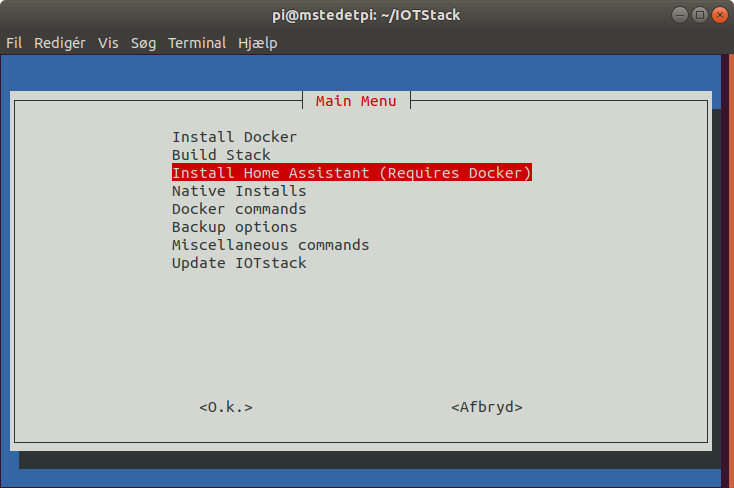 pi@mstedetpi: ~/IOTStack
Fil Redigér Vis Søg Terminal Hjælp
Main Menu
Install Docker
Build Stack
Install Home Assistant (Requires Docker)
Native Installs
Docker commands
Backup options
Miscellaneous commands
Update IOTstack
<O.k.> <Afbryd>